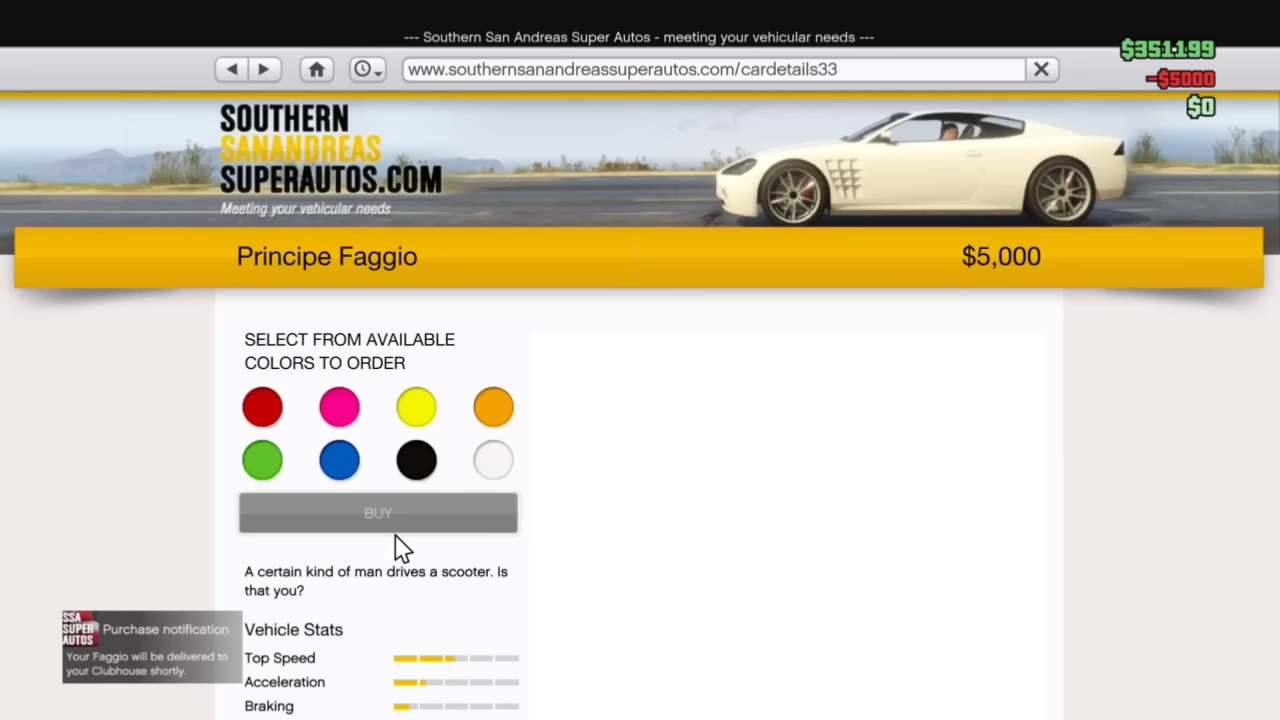 --- Southern San Andreas Super Autos - meeting your vehicular needs ---
www.southernsanandreassuperautos.com/cardetails33
$351199
-$5000
$0
SOUTHERN
SANANDREAS
SUPERAUTOS.COM
Meeting your vehicular needs
Principe Faggio
$5,000
SELECT FROM AVAILABLE
COLORS TO ORDER
BUY
A certain kind of man drives a scooter. Is
that you?
SSA
SUPER
AUTOS
Purchase notification
Your Faggio will be delivered to
your Clubhouse shortly.
Vehicle Stats
Top Speed
Acceleration
Braking